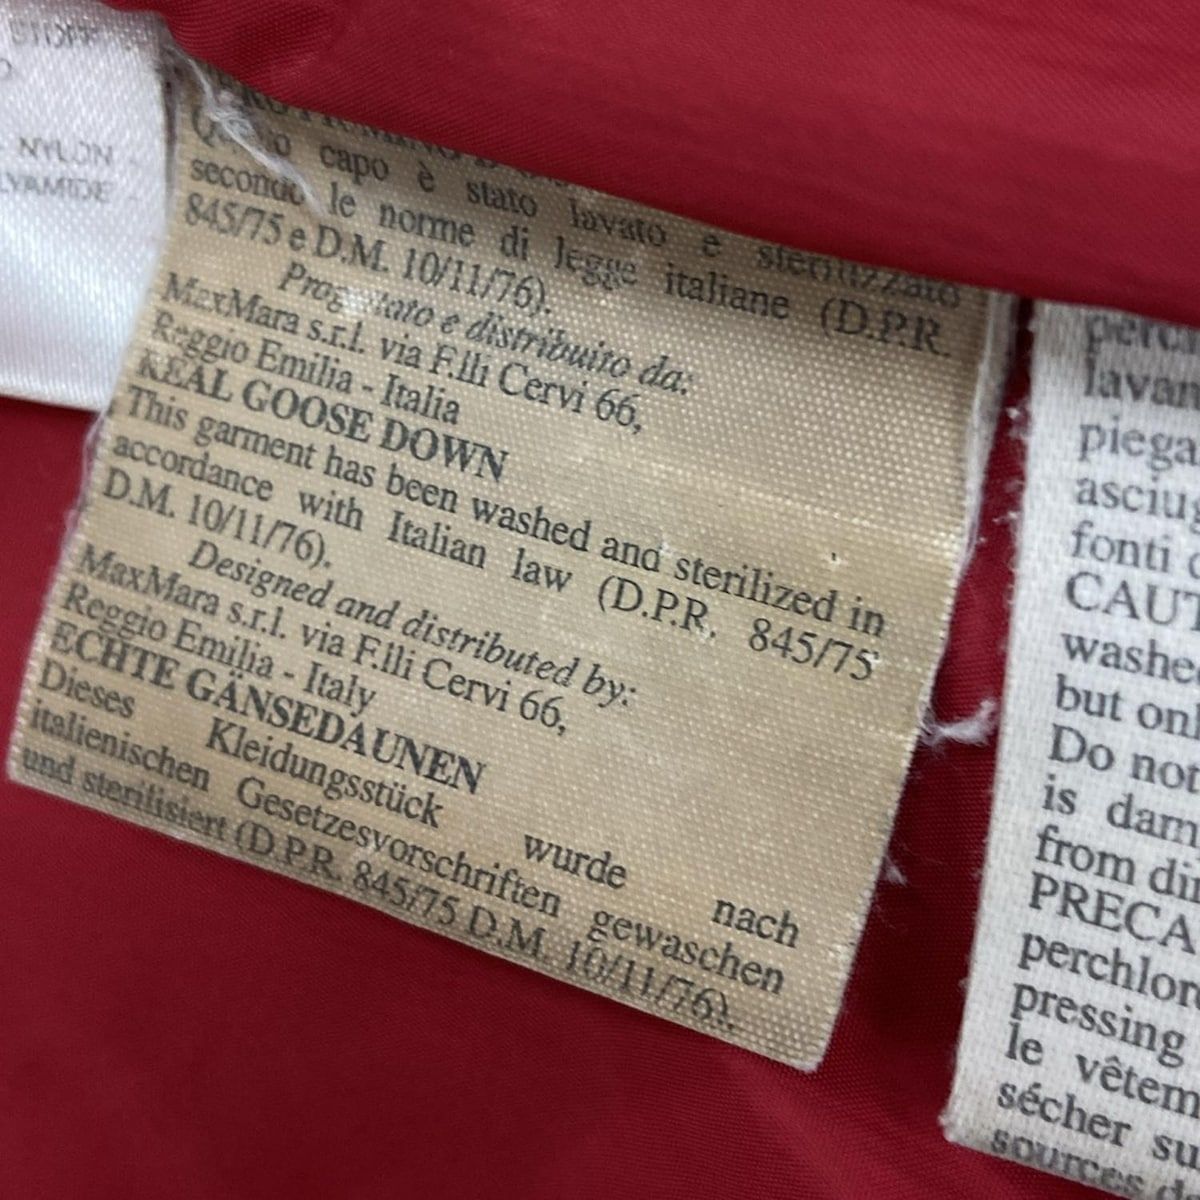 NYLON
capo è stato lavato e sterilizzato
secondo le norme di legge italiane (D.P.R.
845/75 e D.M. 10/11/76).
e distribuito da:
MaxMara s.r.l. via F.lli Cervi 66,
Reggio Emilia - Italia
REAL GOOSE DOWN
This garment has been washed and sterilized in
accordance with Italian law (D.P.R. 845/75
D.M. 10/11/76).
Designed and distributed by:
MaxMara s.r.l. via F.lli Cervi 66,
Reggio Emilia - Italy
ECHTE GÄNSEDAUNEN
Dieses Kleidungsstück wurde nach
italienischen Gesetzesvorschriften gewaschen
und sterilisiert (D.P.R. 845/75 D.M. 10/11/76).
lavan
piega
asciug
fonti
CAUT
washe
but onl
Do not
is dam
from di
PRECA
perchlor
pressing
le vêtem
sécher su
sources d